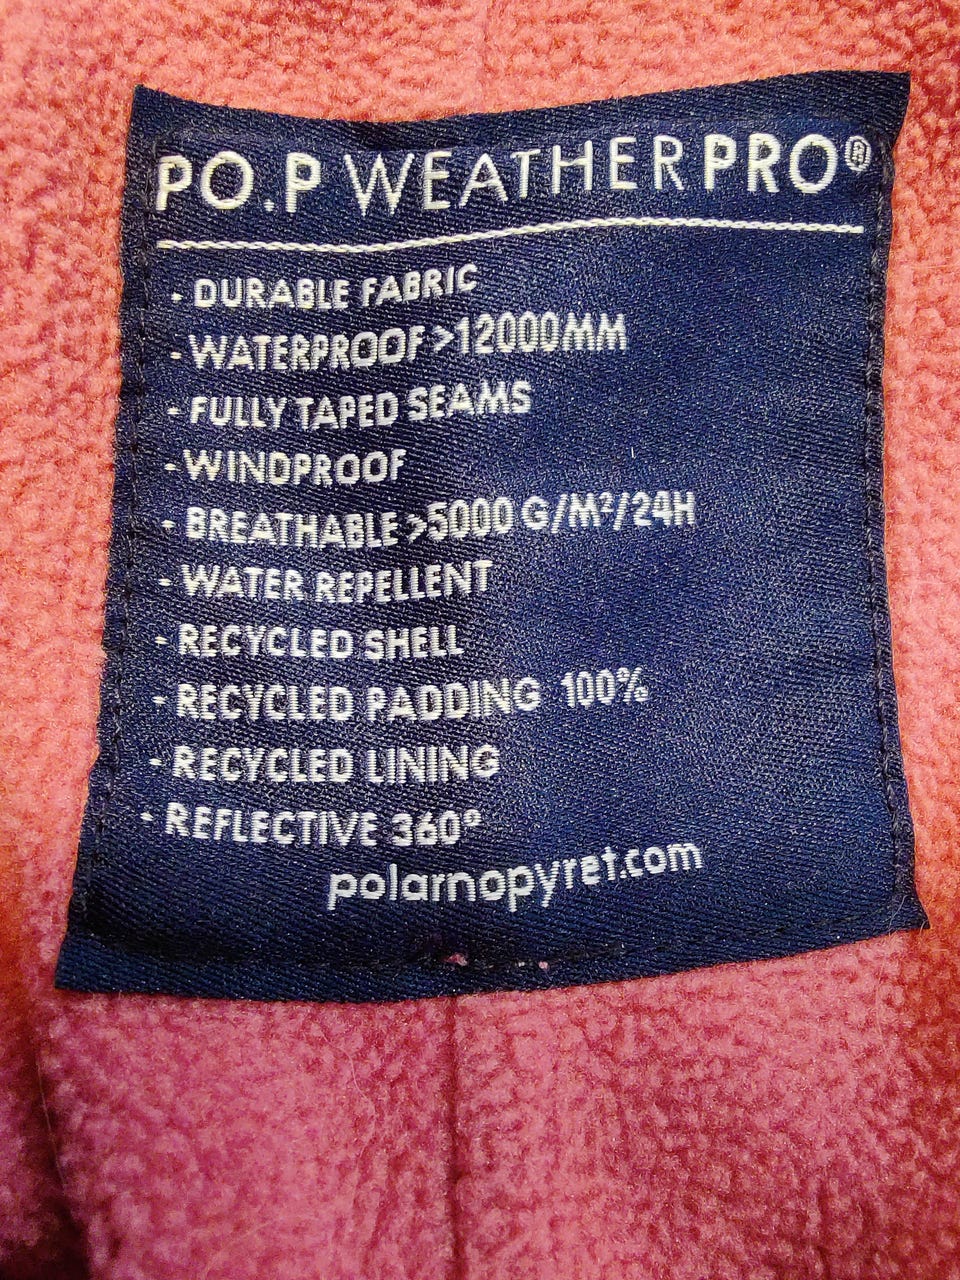 PO.P WEATHERPRO®
- DURABLE FABRIC
- WATERPROOF >12000MM
- FULLY TAPED SEAMS
- WINDPROOF
- BREATHABLE >5000 G/M²/24H
- WATER REPELLENT
- RECYCLED SHELL
- RECYCLED PADDING 100%
- RECYCLED LINING
- REFLECTIVE 360°
polarnopyret.com